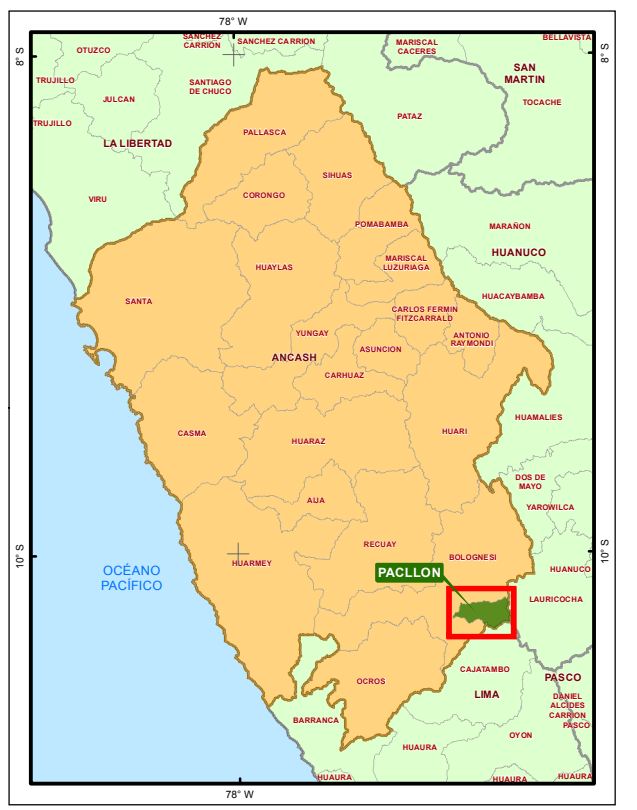 78° W
SANCHEZ
CARRIÓN
SANCHEZ CARRION
BELLAVISTA
OTUZCO
MARISCAL
CACERES
8° S
8° S
SAN
MARTIN
TRUJILLO
SANTIAGO
DE CHUCO
JULCAN
TOCACHE
PATAZ
TRUJILLO
PALLASCA
LA LIBERTAD
SIHUAS
CORONGO
VIRU
POMABAMBA
MARAÑON
HUANUCO
MARISCAL
LUZURIAGA
HUAYLAS
SANTA
HUACAYBAMBA
CARLOS FERMIN
FITZCARRALD
YUNGAY
ANTONIO
RAYMONDI
ASUNCION
ANCASH
CARHUAZ
HUAMALIES
CASMA
HUARI
HUARAZ
DOS DE
MAYO
YAROWILCA
AIJA
RECUAY
10° S
10° S
BOLOGNESI
HUARMEY
OCÉANO
PACÍFICO
PACLLON
HUANUCO
LAURICOCHA
CAJATAMBO
PASCO
OCROS
LIMA
DANIEL
ALCIDES
CARRION
PASCO
BARRANCA
OYON
HUAURA
HUAURA
HUAURA
HUAURA
78° W